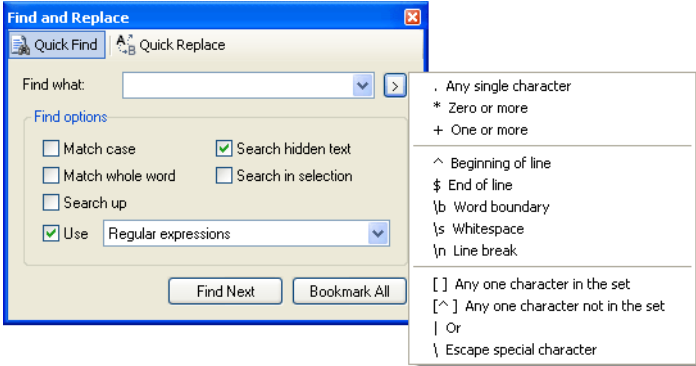 Find and Replace
Quick Find
Quick Replace
Find what:
>
Find options
Match case
Search hidden text
Match whole word
Search in selection
Search up
Use
Regular expressions
Find Next
Bookmark All
. Any single character
* Zero or more
+ One or more
^ Beginning of line
$ End of line
\b Word boundary
\s Whitespace
\n Line break
[ ] Any one character in the set
[^ ] Any one character not in the set
| Or
\ Escape special character